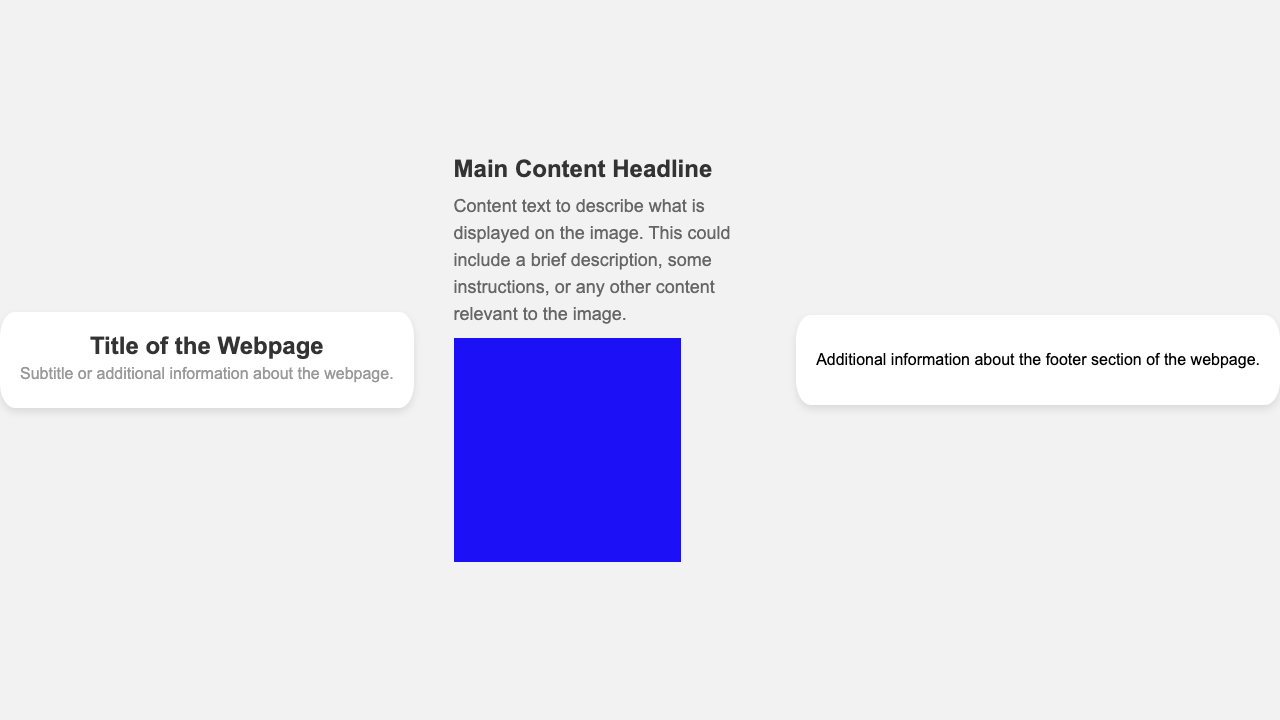 Title of the Webpage
Subtitle or additional information about the webpage.
Main Content Headline
Content text to describe what is
displayed on the image. This could
include a brief description, some
instructions, or any other content
relevant to the image.
Additional information about the footer section of the webpage.